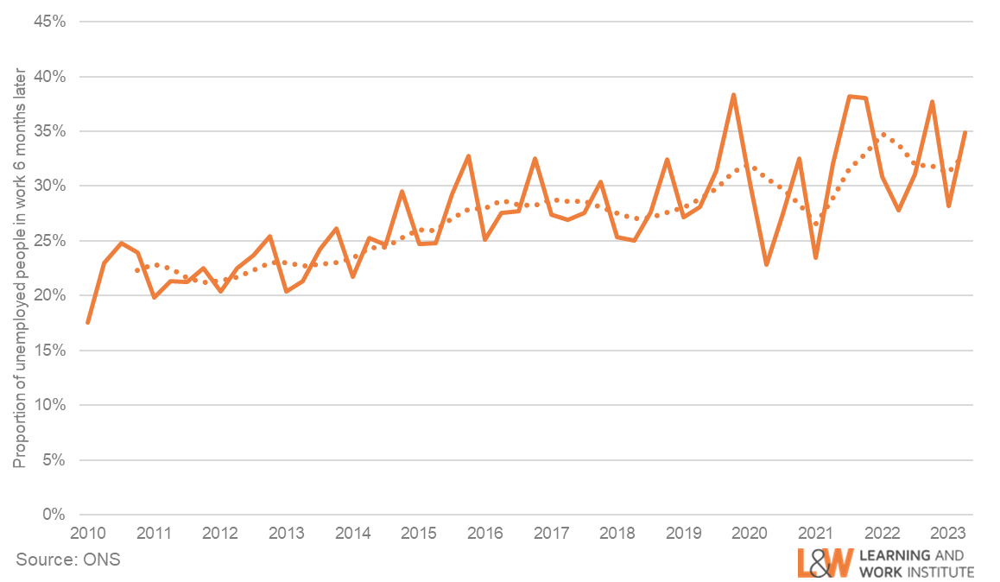 45%
40%
35%
30%
25%
20%
15%
10%
5%
0%
Proportion of unemployed people in work 6 months later
2010 2011 2012 2013 2014 2015 2016 2017 2018 2019 2020 2021 2022 2023
Source: ONS
L&W LEARNING AND
WORK INSTITUTE